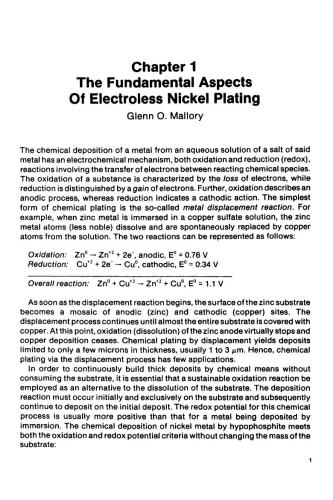 Chapter 1
The Fundamental Aspects
Of Electroless Nickel Plating
Glenn O. Mallory
The chemical deposition of a metal from an aqueous solution of a salt of said
metal has an electrochemical mechanism, both oxidation and reduction (redox),
reactions involving the transfer of electrons between reacting chemical species.
The oxidation of a substance is characterized by the loss of electrons, while
reduction is distinguished by a gain of electrons. Further, oxidation describes an
anodic process, whereas reduction indicates a cathodic action. The simplest
form of chemical plating is the so-called metal displacement reaction. For
example, when zinc metal is immersed in a copper sulfate solution, the zinc
metal atoms (less noble) dissolve and are spontaneously replaced by copper
atoms from the solution. The two reactions can be represented as follows:
Oxidation: Zn⁰ → Zn⁺² + 2e⁻, anodic, E⁰ = 0.76 V
Reduction: Cu⁺² + 2e⁻ → Cu⁰, cathodic, E⁰ = 0.34 V
Overall reaction: Zn⁰ + Cu⁺² → Zn⁺² + Cu⁰, E⁰ = 1.1 V
As soon as the displacement reaction begins, the surface of the zinc substrate
becomes a mosaic of anodic (zinc) and cathodic (copper) sites. The
displacement process continues until almost the entire substrate is covered with
copper. At this point, oxidation (dissolution) of the zinc anode virtually stops and
copper deposition ceases. Chemical plating by displacement yields deposits
limited to only a few microns in thickness, usually 1 to 3 μm. Hence, chemical
plating via the displacement process has few applications.
In order to continuously build thick deposits by chemical means without
consuming the substrate, it is essential that a sustainable oxidation reaction be
employed as an alternative to the dissolution of the substrate. The deposition
reaction must occur initially and exclusively on the substrate and subsequently
continue to deposit on the initial deposit. The redox potential for this chemical
process is usually more positive than that for a metal being deposited by
immersion. The chemical deposition of nickel metal by hypophosphite meets
both the oxidation and redox potential criteria without changing the mass of the
substrate:
1